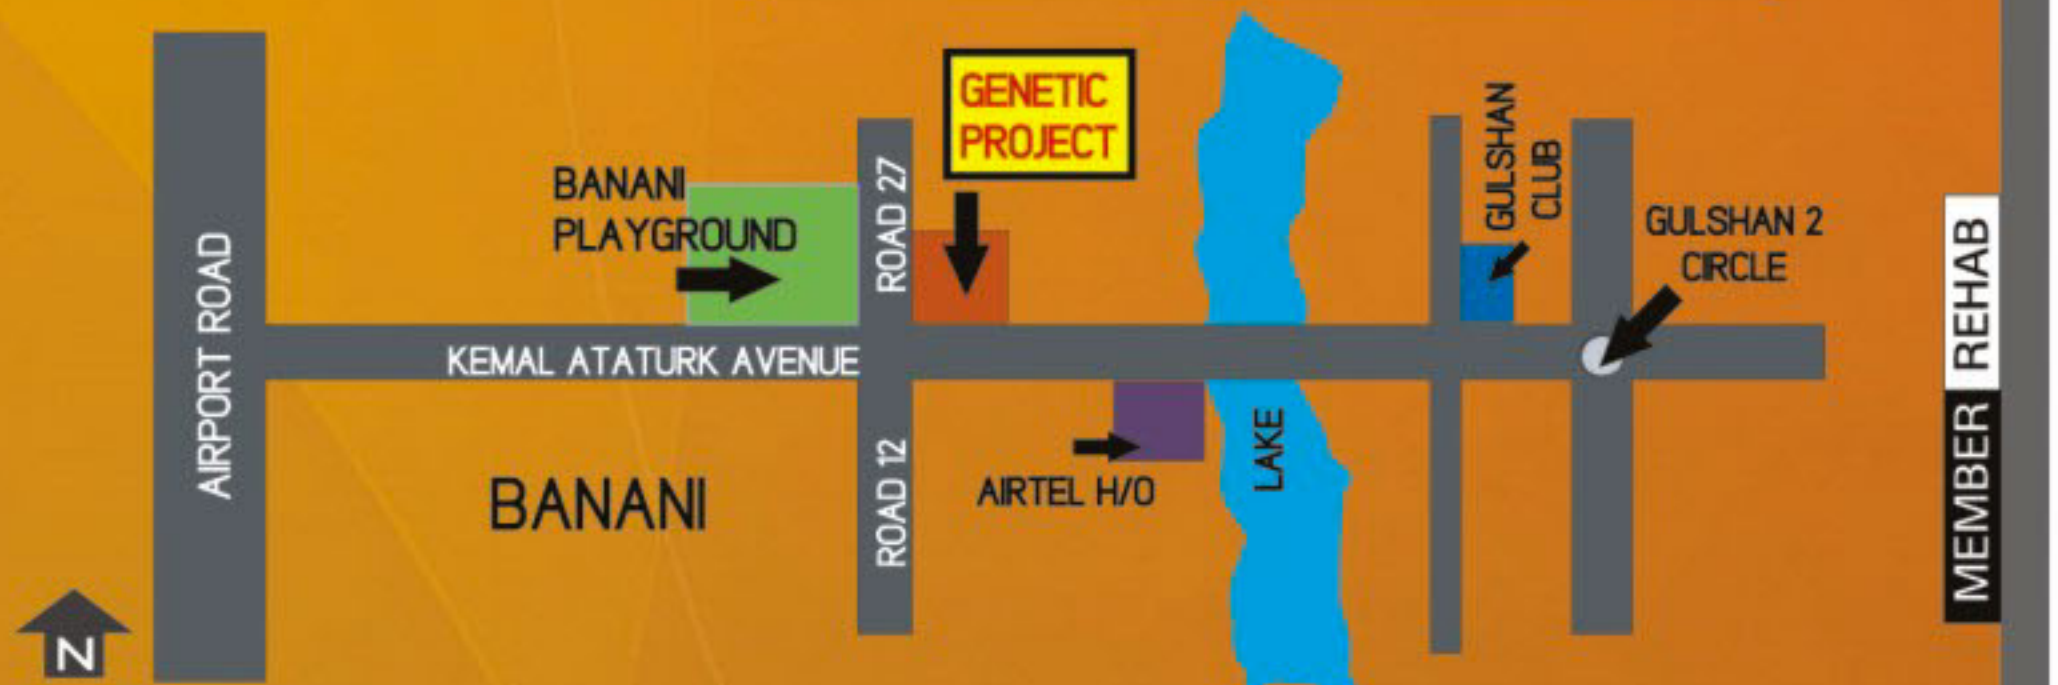 AIRPORT ROAD
BANANI
PLAYGROUND
KEMAL ATATURK AVENUE
BANANI
ROAD 27
ROAD 12
GENETIC
PROJECT
AIRTEL H/O
LAKE
GULSHAN
CLUB
GULSHAN 2
CIRCLE
MEMBER REHAB
N